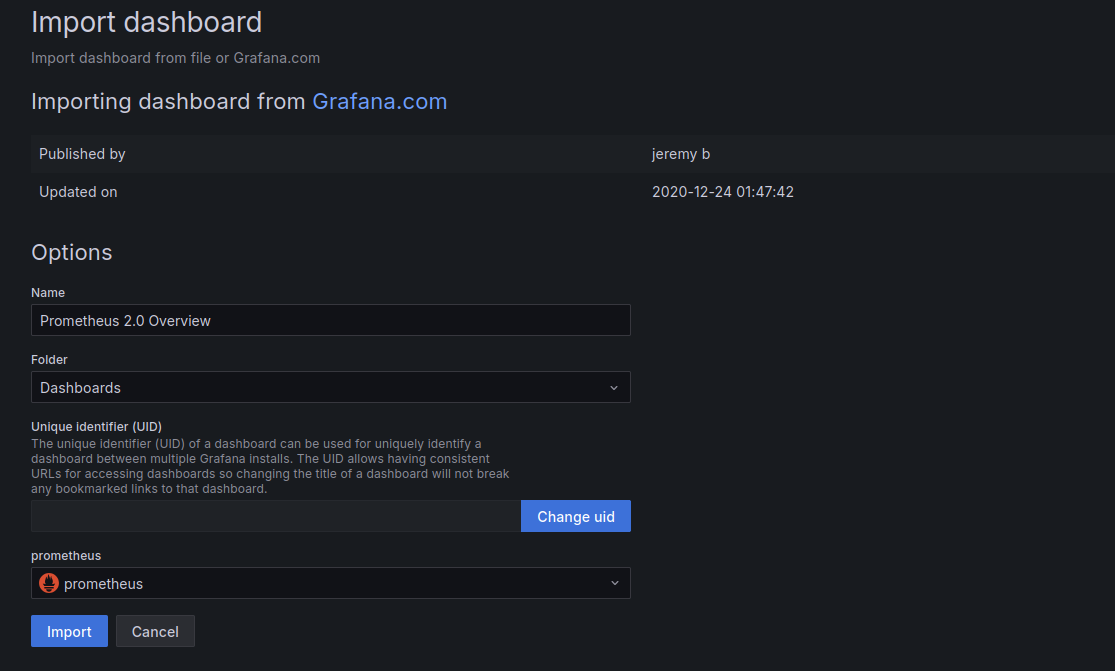 Import dashboard
Import dashboard from file or Grafana.com
Importing dashboard from Grafana.com
Published by jeremy b
Updated on 2020-12-24 01:47:42
Options
Name
Prometheus 2.0 Overview
Folder
Dashboards
Unique identifier (UID)
The unique identifier (UID) of a dashboard can be used for uniquely identify a
dashboard between multiple Grafana installs. The UID allows having consistent
URLs for accessing dashboards so changing the title of a dashboard will not break
any bookmarked links to that dashboard.
Change uid
prometheus
prometheus
Import Cancel